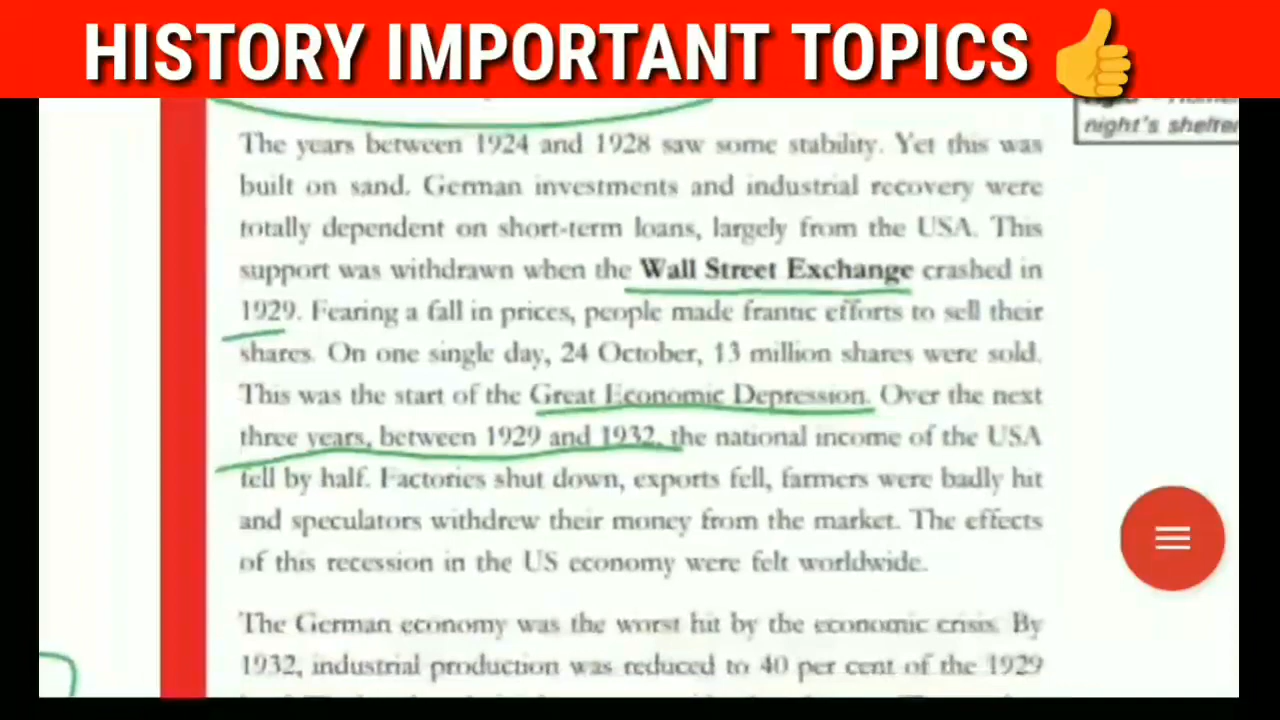 HISTORY IMPORTANT TOPICS
night's shelter
The years between 1924 and 1928 saw some stability. Yet this was
built on sand. German investments and industrial recovery were
totally dependent on short-term loans, largely from the USA. This
support was withdrawn when the Wall Street Exchange crashed in
1929. Fearing a fall in prices, people made frantic efforts to sell their
shares. On one single day, 24 October, 13 million shares were sold.
This was the start of the Great Economic Depression. Over the next
three years, between 1929 and 1932, the national income of the USA
fell by half. Factories shut down, exports fell, farmers were badly hit
and speculators withdrew their money from the market. The effects
of this recession in the US economy were felt worldwide.
The German economy was the worst hit by the economic crisis. By
1932, industrial production was reduced to 40 per cent of the 1929